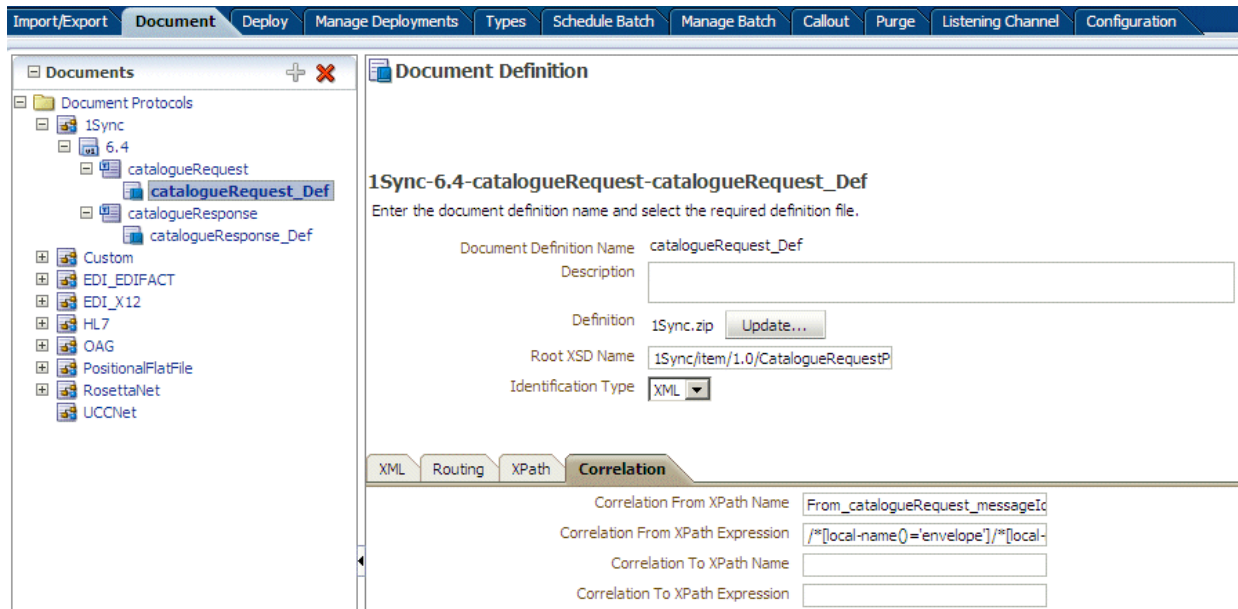 Import/Export Document Deploy Manage Deployments Types Schedule Batch Manage Batch Callout Purge Listening Channel Configuration
Documents
Document Protocols
1Sync
6.4
catalogueRequest
catalogueRequest_Def
catalogueResponse
catalogueResponse_Def
Custom
EDI_EDIFACT
EDI_X12
HL7
OAG
PositionalFlatFile
RosettaNet
UCCNet
Document Definition
1Sync-6.4-catalogueRequest-catalogueRequest_Def
Enter the document definition name and select the required definition file.
Document Definition Name catalogueRequest_Def
Description
Definition 1Sync.zip Update...
Root XSD Name 1Sync/item/1.0/CatalogueRequestP
Identification Type XML
XML Routing XPath Correlation
Correlation From XPath Name From_catalogueRequest_messageId
Correlation From XPath Expression /*[local-name()='envelope']/*[local-
Correlation To XPath Name
Correlation To XPath Expression